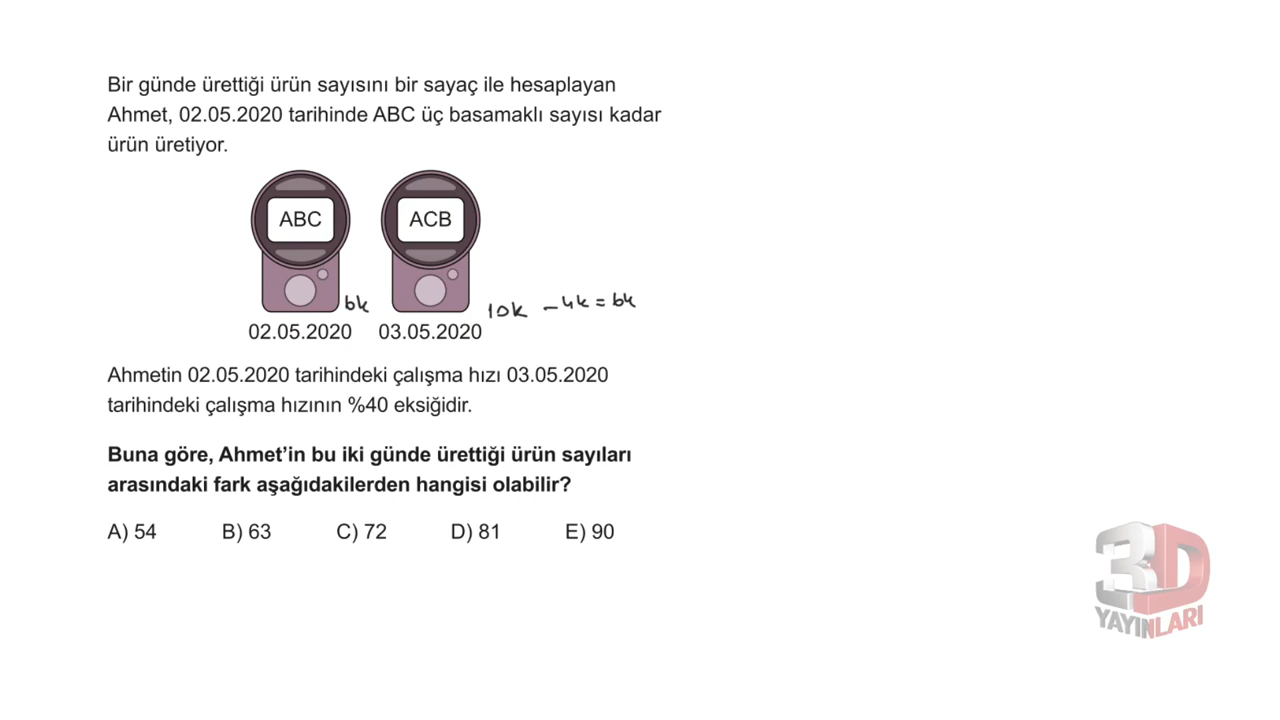 Bir günde ürettiği ürün sayısını bir sayaç ile hesaplayan
Ahmet, 02.05.2020 tarihinde ABC üç basamaklı sayısı kadar
ürün üretiyor.
ABC ACB
6k 10k - 4k = 6k
02.05.2020 03.05.2020
Ahmetin 02.05.2020 tarihindeki çalışma hızı 03.05.2020
tarihindeki çalışma hızının %40 eksiğidir.
Buna göre, Ahmet’in bu iki günde ürettiği ürün sayıları
arasındaki fark aşağıdakilerden hangisi olabilir?
A) 54 B) 63 C) 72 D) 81 E) 90
3D
YAYINLARI